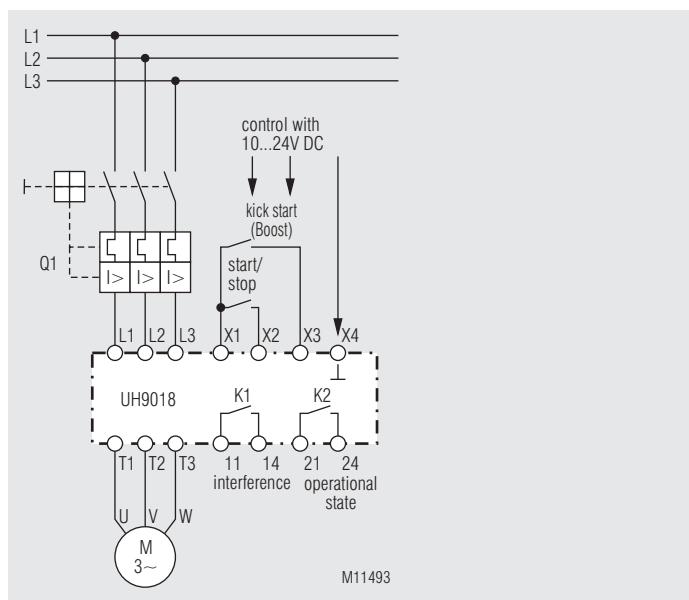 L1
L2
L3
control with
10...24V DC
kick start
(Boost)
start/
stop
Q1
I> I> I>
L1 L2 L3 X1 X2 X3 X4
UH9018 K1 K2
T1 T2 T3 11 14 21 24
interference operational
state
U V W
M
3~
M11493